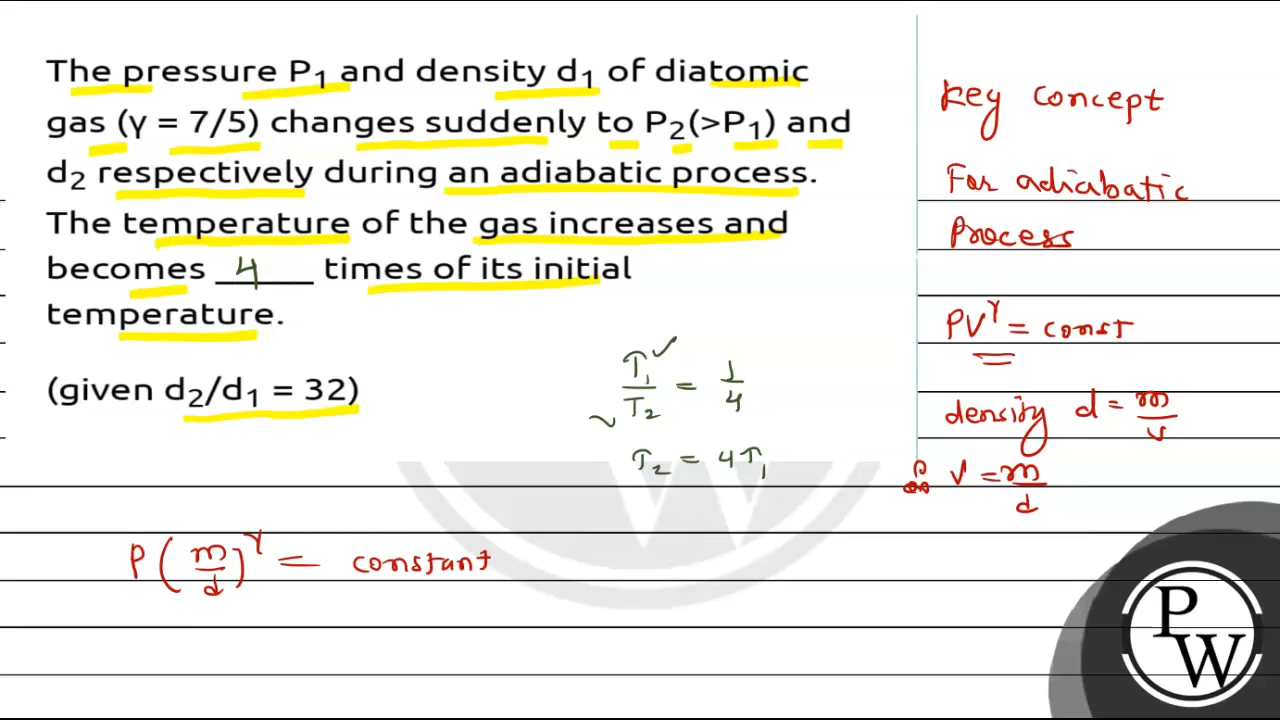 The pressure P₁ and density d₁ of diatomic
gas (γ = 7/5) changes suddenly to P₂(>P₁) and
d₂ respectively during an adiabatic process.
The temperature of the gas increases and
becomes __4__ times of its initial
temperature.
(given d₂/d₁ = 32)
T₁/T₂ = 1/4
T₂ = 4T₁
P(m/d)^γ = constant
Key concept
For adiabatic
Process
PV^γ = const
density d = m/v
V = m/d
P
W